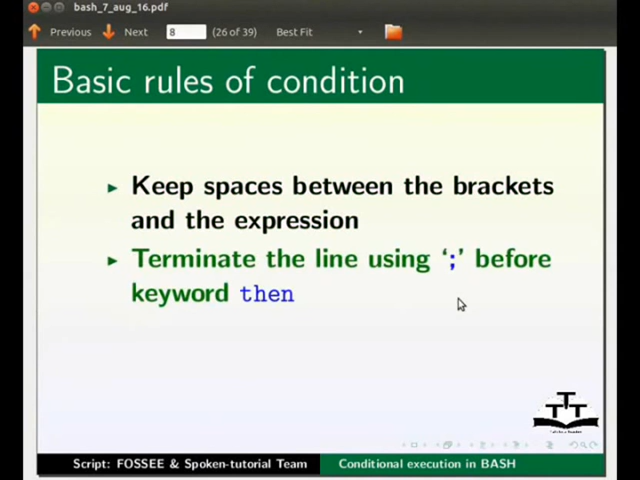 bash_7_aug_16.pdf
Previous Next 8 (26 of 39) Best Fit
Basic rules of condition
Keep spaces between the brackets
and the expression
Terminate the line using ‘;’ before
keyword then
Script: FOSSEE & Spoken-tutorial Team Conditional execution in BASH